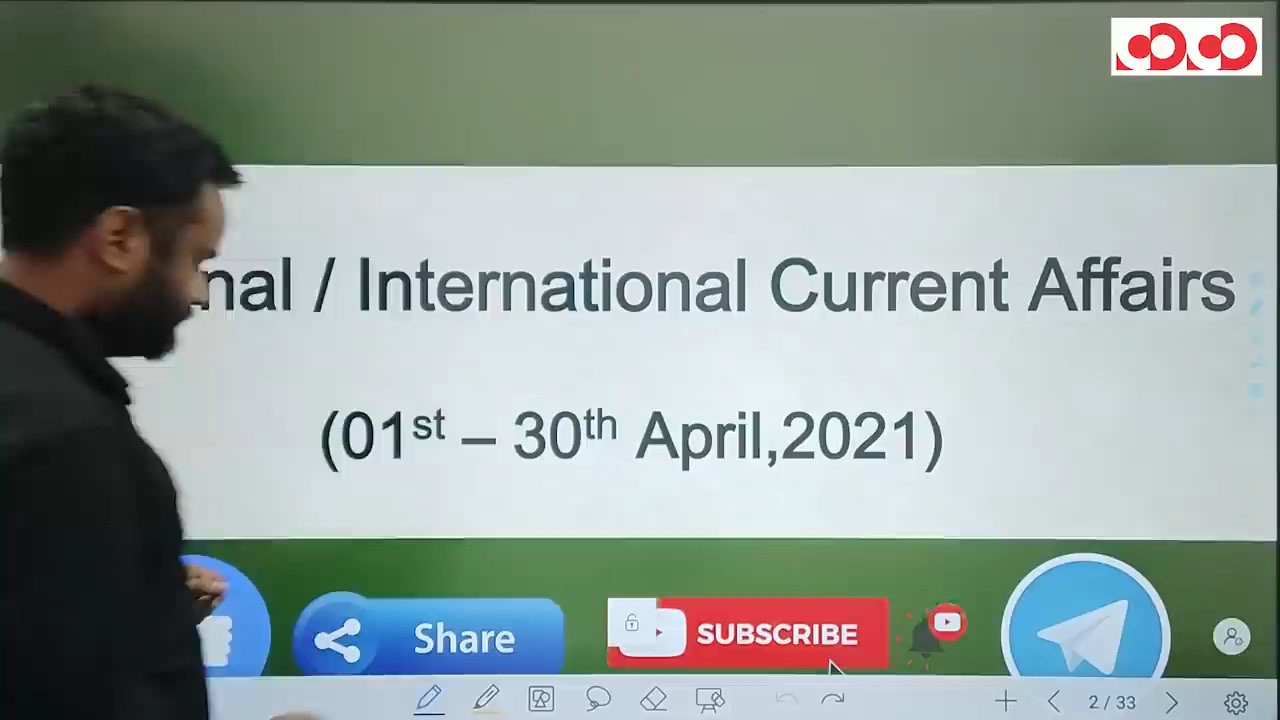 nal / International Current Affairs
(01st – 30th April,2021)
Share
SUBSCRIBE
2 / 33